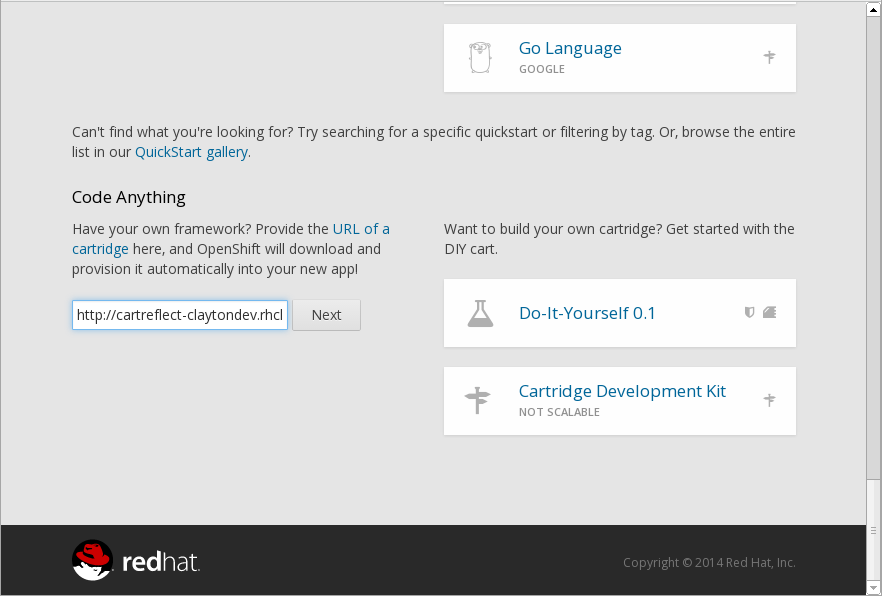 Go Language
GOOGLE
Can't find what you're looking for? Try searching for a specific quickstart or filtering by tag. Or, browse the entire
list in our QuickStart gallery.
Code Anything
Have your own framework? Provide the URL of a
cartridge here, and OpenShift will download and
provision it automatically into your new app!
http://cartreflect-claytondev.rhcl
Next
Want to build your own cartridge? Get started with the
DIY cart.
Do-It-Yourself 0.1
Cartridge Development Kit
NOT SCALABLE
redhat.
Copyright © 2014 Red Hat, Inc.